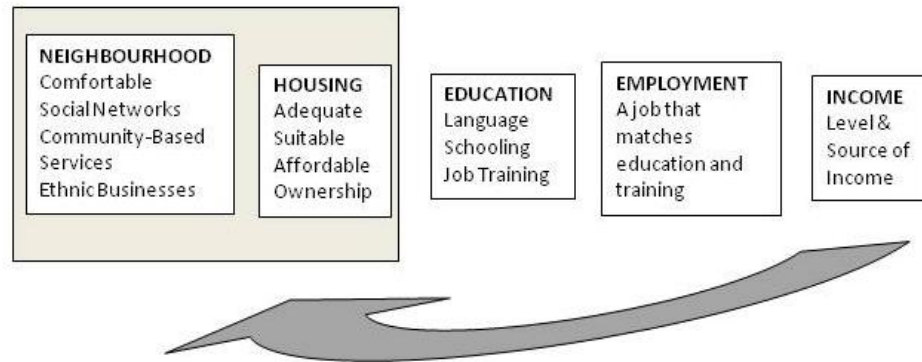 NEIGHBOURHOOD
Comfortable
Social Networks
Community-Based
Services
Ethnic Businesses
HOUSING
Adequate
Suitable
Affordable
Ownership
EDUCATION
Language
Schooling
Job Training
EMPLOYMENT
A job that
matches
education and
training
INCOME
Level &
Source of
Income